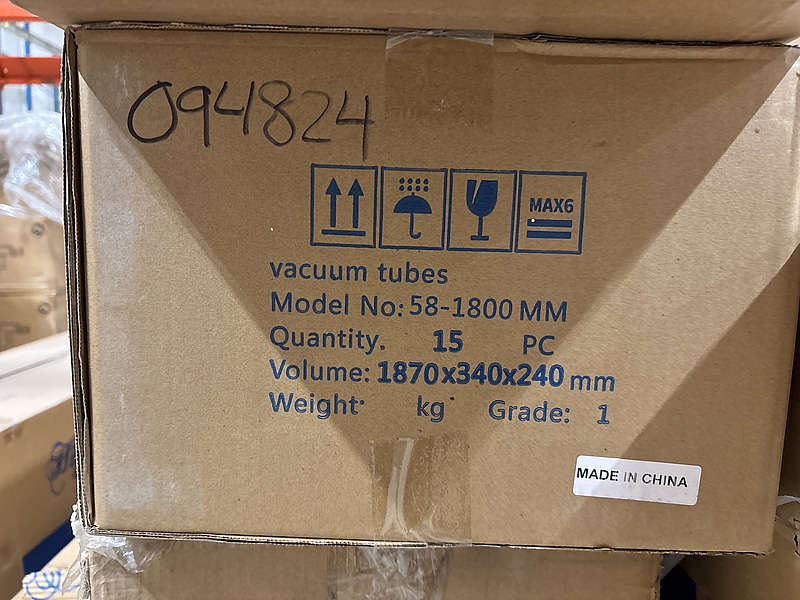 094824
MAX6
vacuum tubes
Model No: 58-1800 MM
Quantity. 15 PC
Volume: 1870x340x240 mm
Weight· kg· Grade: 1
MADE IN CHINA